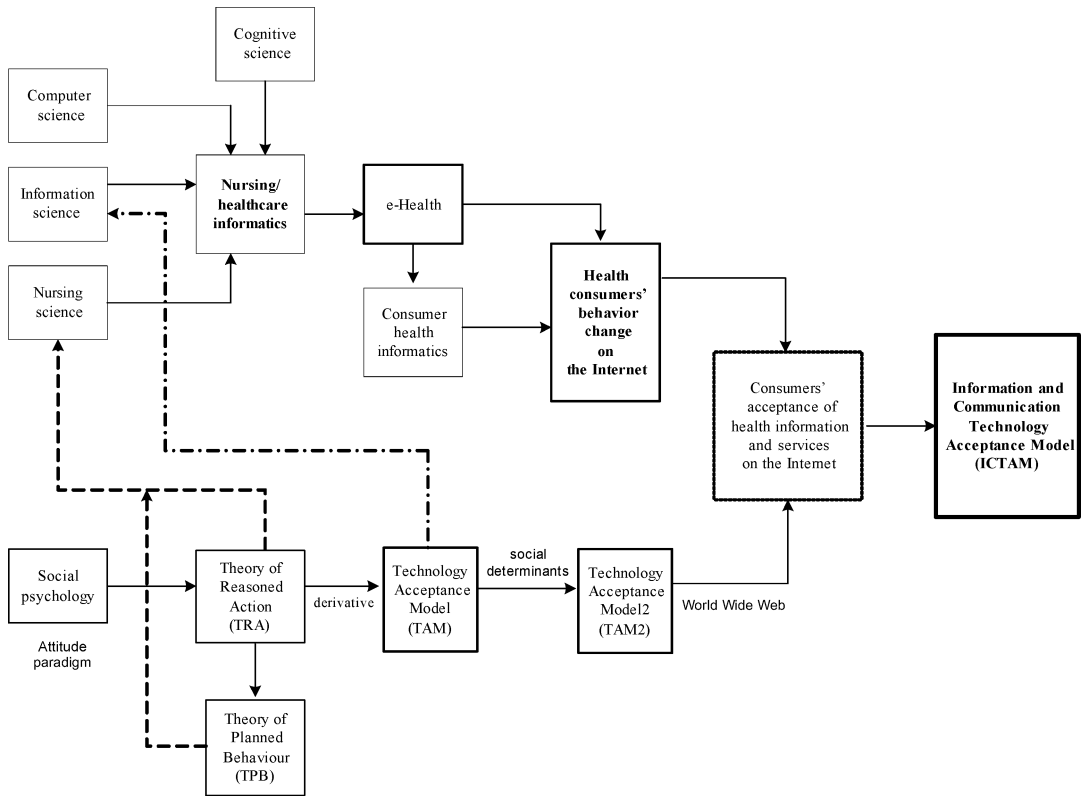 Cognitive
science
Computer
science
Information
science
Nursing/
healthcare
informatics
e-Health
Nursing
science
Consumer
health
informatics
Health
consumers’
behavior
change
on
the Internet
Consumers’
acceptance of
health information
and services
on the Internet
Information and
Communication
Technology
Acceptance Model
(ICTAM)
Social
psychology
Attitude
paradigm
Theory of
Reasoned
Action
(TRA)
derivative
Technology
Acceptance
Model
(TAM)
social
determinants
Technology
Acceptance
Model2
(TAM2)
World Wide Web
Theory of
Planned
Behaviour
(TPB)